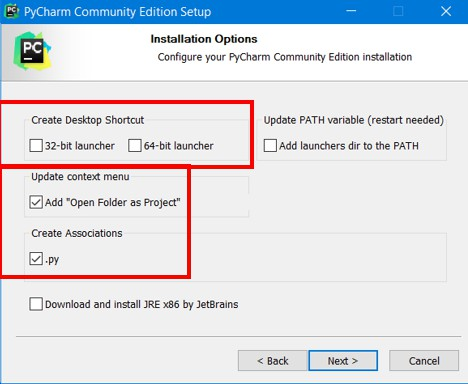 PyCharm Community Edition Setup
PC
Installation Options
Configure your PyCharm Community Edition installation
Create Desktop Shortcut
Update PATH variable (restart needed)
32-bit launcher
64-bit launcher
Add launchers dir to the PATH
Update context menu
Add "Open Folder as Project"
Create Associations
.py
Download and install JRE x86 by JetBrains
< Back
Next >
Cancel